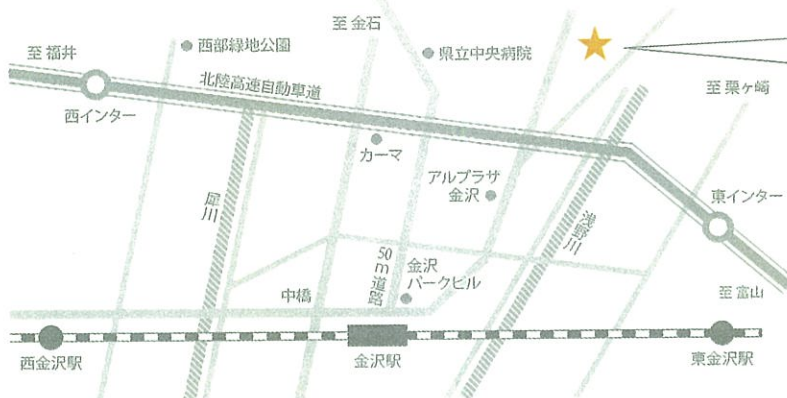 至 金石
西部緑地公園
県立中央病院
至 福井
北陸高速自動車道
至 粟ヶ崎
西インター
カーマ
アルプラザ
金沢
東インター
犀川
浅野川
50m道路
金沢
パークビル
中橋
至 富山
西金沢駅
金沢駅
東金沢駅